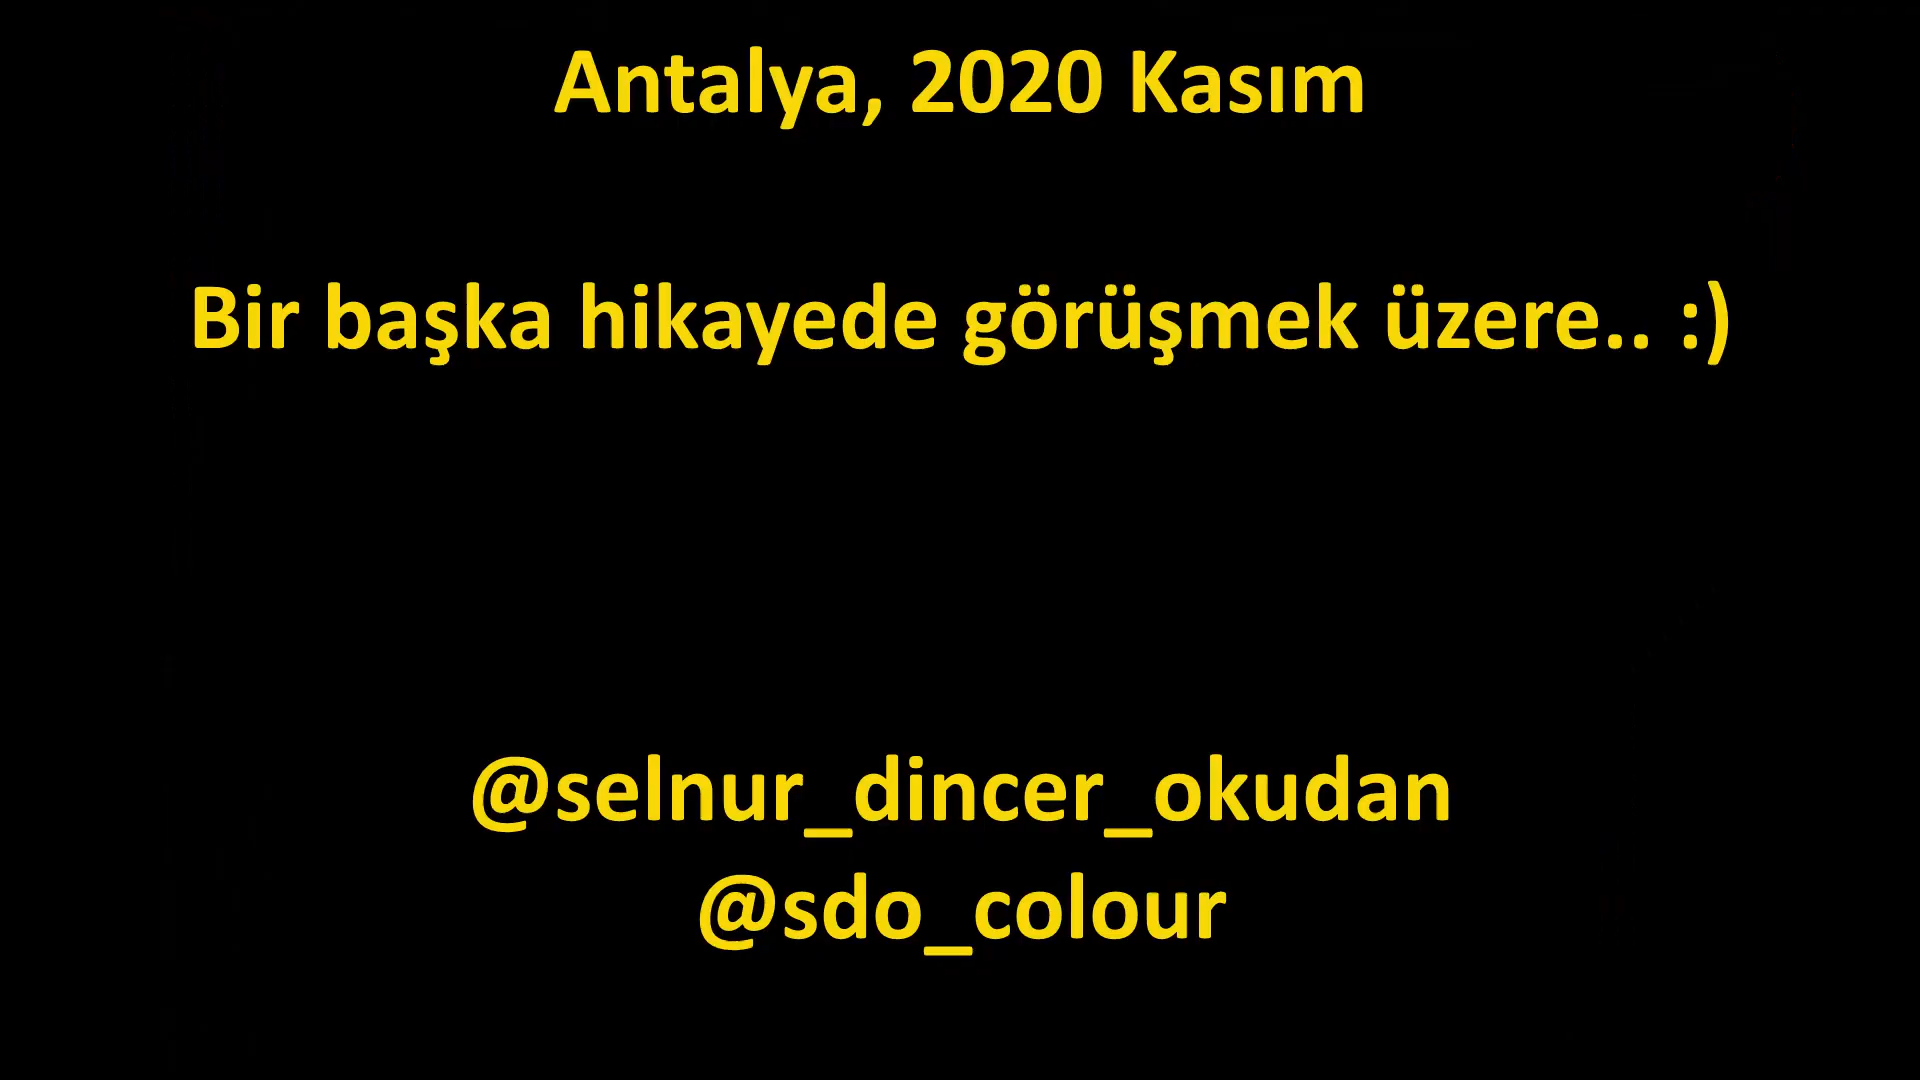 Antalya, 2020 Kasım
Bir başka hikayede görüşmek üzere.. :)
@selnur_dincer_okudan
@sdo_colour